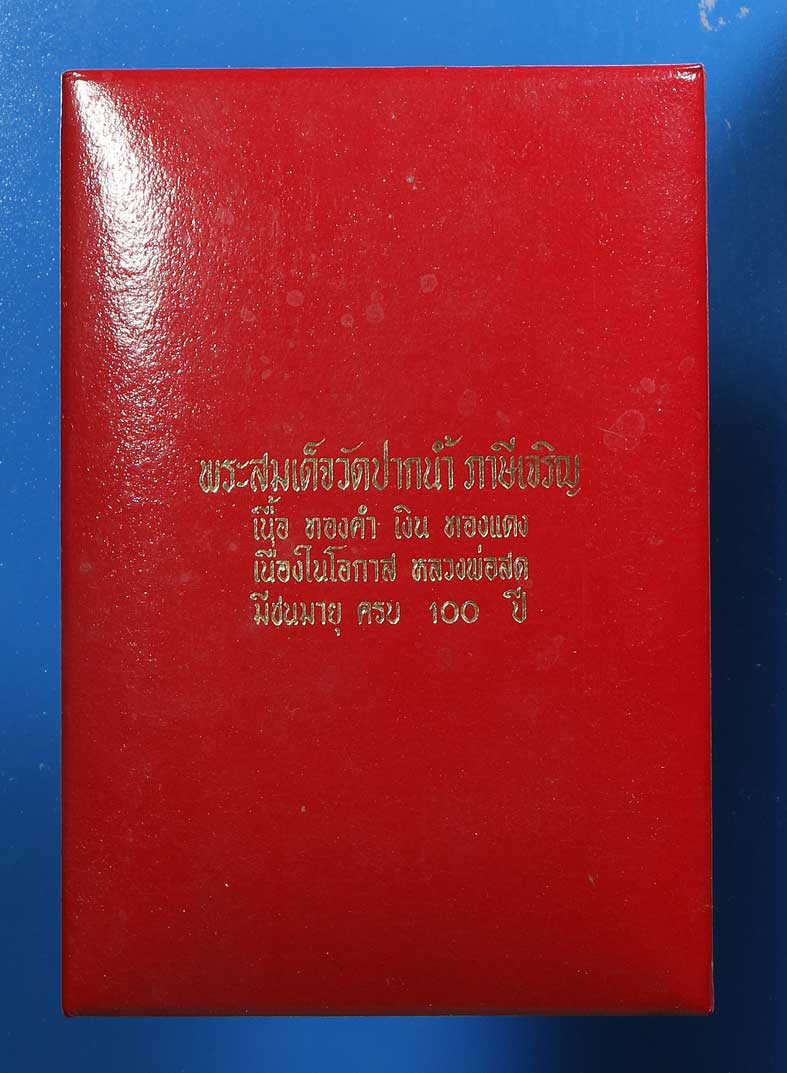 พระสมเด็จวัดปากน้ำ ภาษีเจริญ
เนื้อ ทองคำ เงิน ทองแดง
เนื่องในโอกาส หลวงพ่อสด
มีชนมายุ ครบ 100 ปี